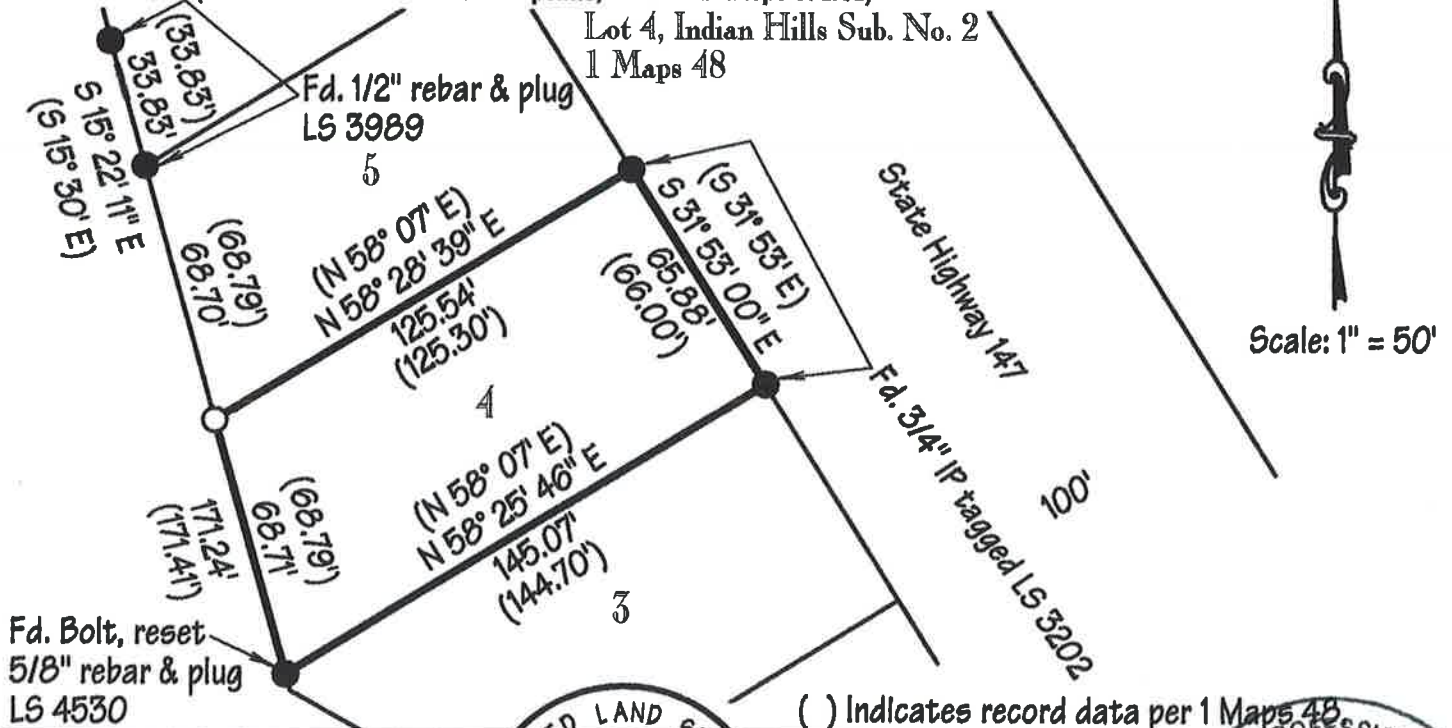 Lot 4, Indian Hills Sub. No. 2
1 Maps 48
(33.83')
33.83'
S 15° 22' 11" E
(S 15° 30' E)
Fd. 1/2" rebar & plug
LS 3989
5
(68.79')
68.70'
(N 58° 07' E)
N 58° 28' 39" E
125.54'
(125.30')
(S 31° 53' E)
S 31° 53' 00" E
65.88'
(66.00')
State Highway 147
Scale: 1" = 50'
4
Fd. 3/4" IP tagged LS 3202
100'
(N 58° 07' E)
N 58° 25' 46" E
145.07'
(144.70')
(68.79')
68.71'
171.24'
(171.41')
3
Fd. Bolt, reset
5/8" rebar & plug
LS 4530
LAND
( ) Indicates record data per 1 Maps 48